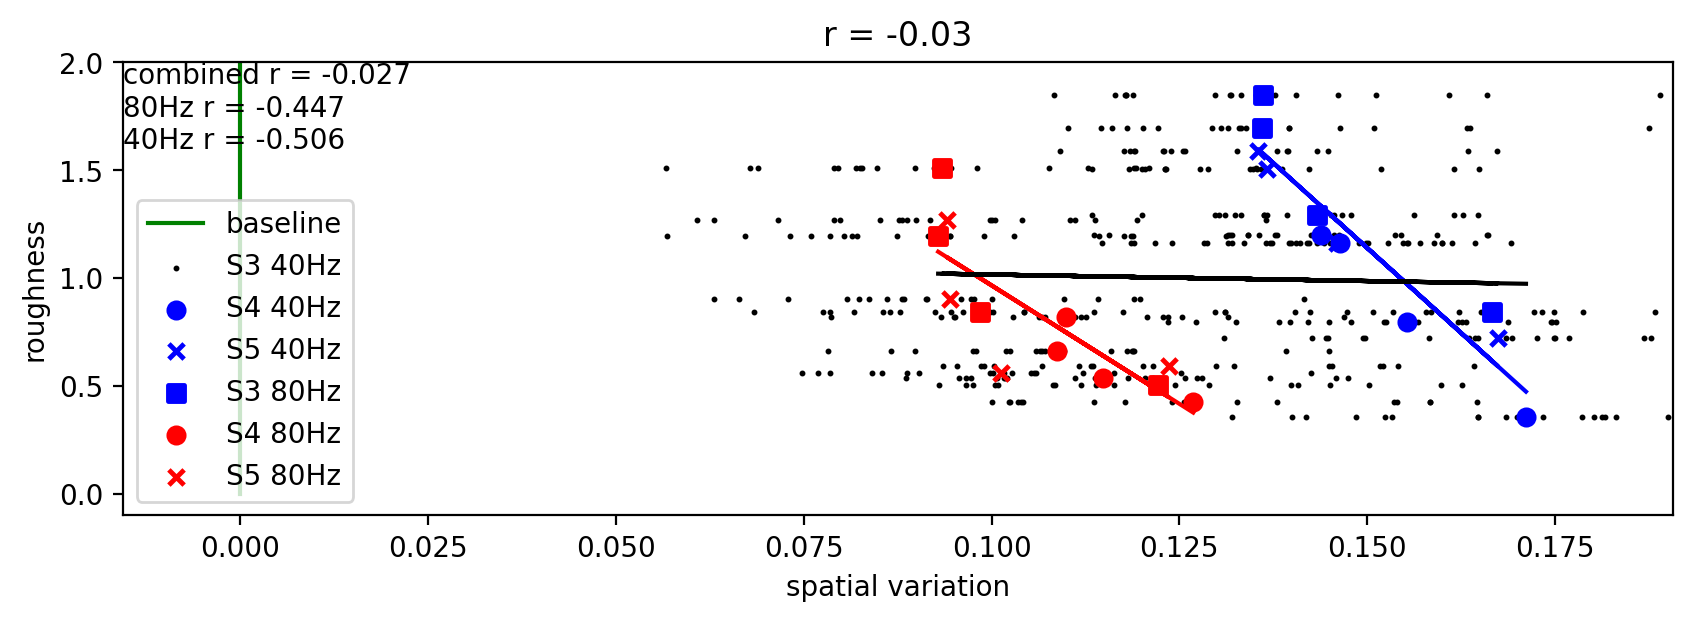 r = -0.03
combined r = -0.027
80Hz r = -0.447
40Hz r = -0.506
baseline
S3 40Hz
S4 40Hz
S5 40Hz
S3 80Hz
S4 80Hz
S5 80Hz
roughness
2.0
1.5
1.0
0.5
0.0
0.000 0.025 0.050 0.075 0.100 0.125 0.150 0.175
spatial variation